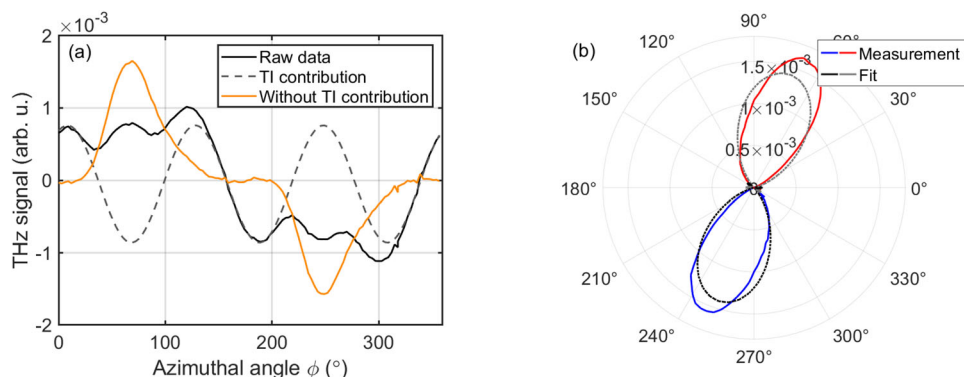 ×10⁻³
(a)
Raw data
TI contribution
Without TI contribution
2
1
0
-1
-2
THz signal (arb. u.)
0
100
200
300
Azimuthal angle ϕ (°)
(b)
90°
120°
Measurement
Fit
1.5×10⁻³
150°
30°
1×10⁻³
0.5×10⁻³
180°
0
0°
210°
330°
240°
300°
270°